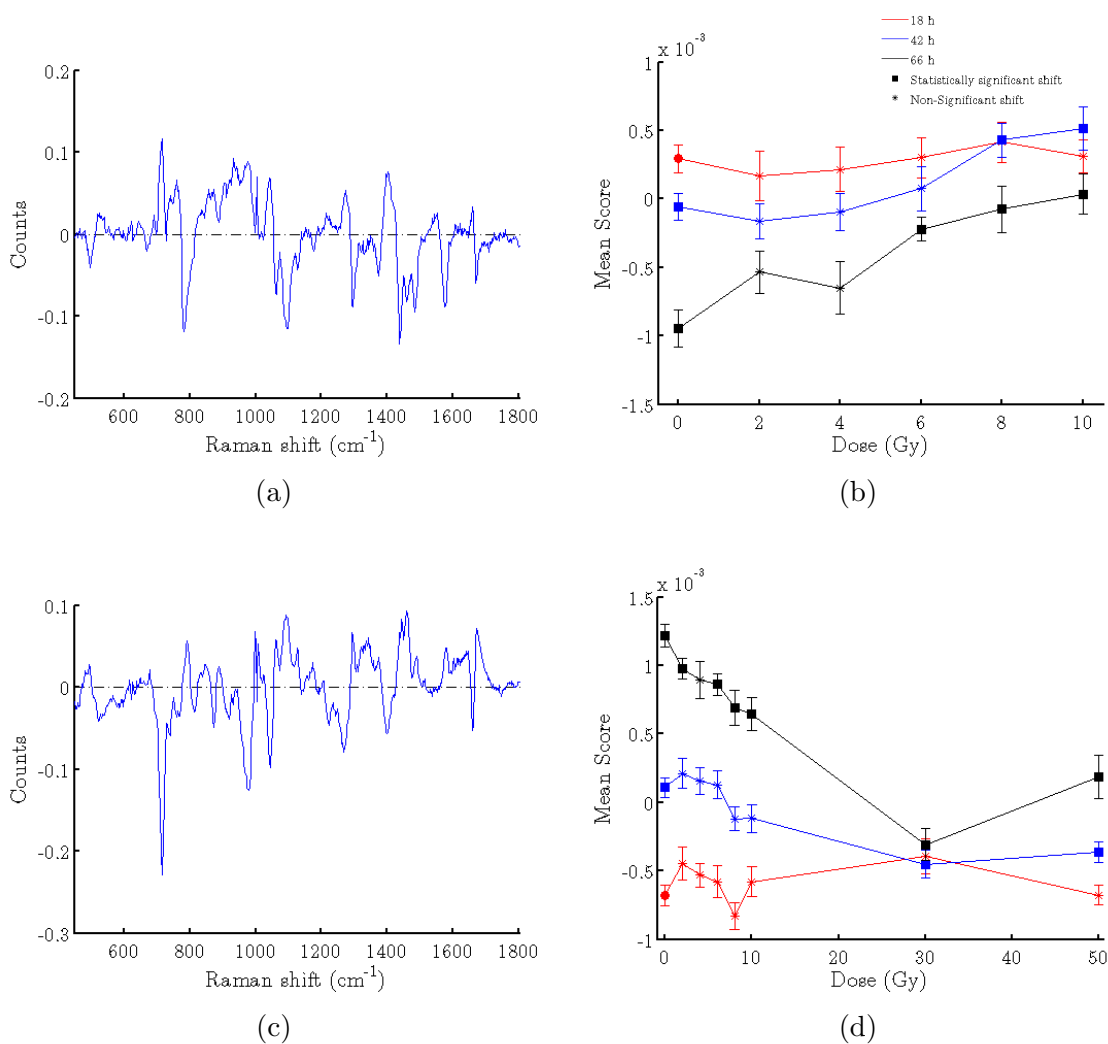 0.2
0.1
0
-0.1
-0.2
Counts
600 800 1000 1200 1400 1600 1800
Raman shift (cm-1)
(a)
18 h
42 h
66 h
Statistically significant shift
Non-Significant shift
x 10-3
1
0.5
0
-0.5
-1
-1.5
Mean Score
0 2 4 6 8 10
Dose (Gy)
(b)
0.1
0
-0.1
-0.2
-0.3
Counts
600 800 1000 1200 1400 1600 1800
Raman shift (cm-1)
(c)
x 10-3
1.5
1
0.5
0
-0.5
-1
Mean Score
0 10 20 30 40 50
Dose (Gy)
(d)